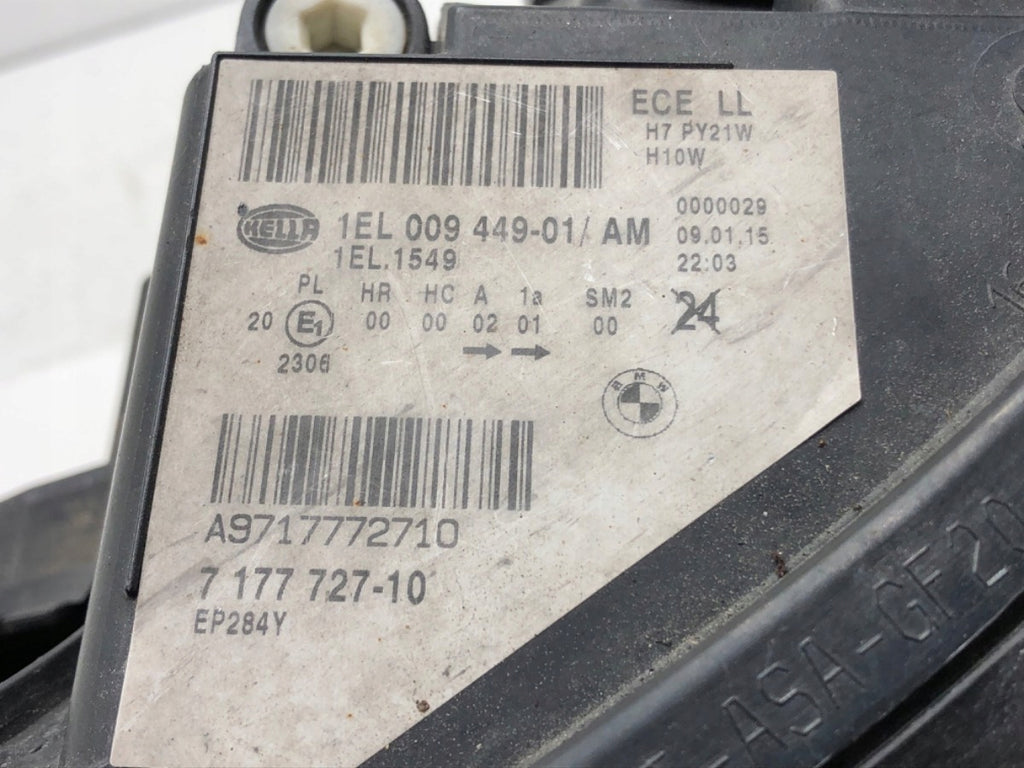 ECE LL
H7 PY21W
H10W
HELLA 1EL 009 449-01/ AM
1EL.1549
0000029
09.01.15
22:03
PL HR HC A 1a SM2
20 E1 00 00 02 01 00 24
2306
BMW
A9717772710
7 177 727-10
EP284Y
-ASA-GF20